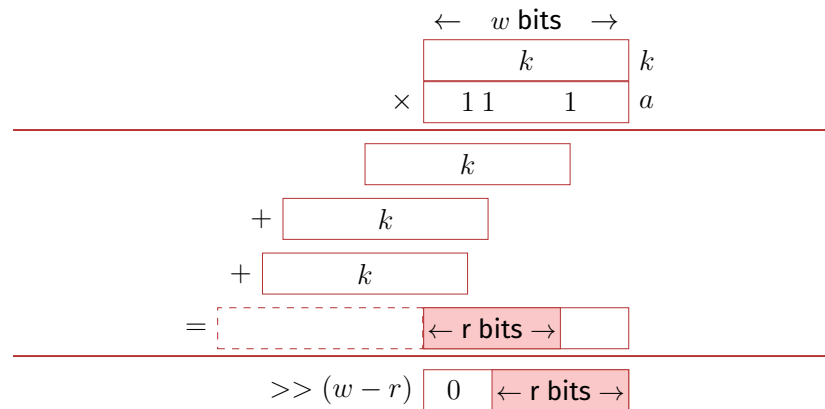 ← w bits →
k k
× 1 1 1 a
k
+ k
+ k
= ← r bits →
>> (w − r) 0 ← r bits →